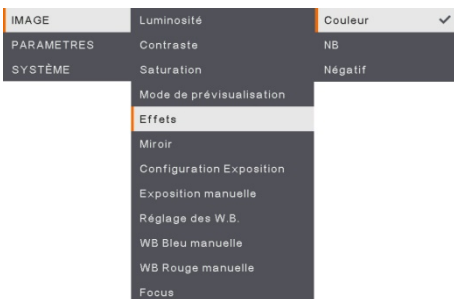 IMAGE
PARAMETRES
SYSTÈME
Luminosité
Contraste
Saturation
Mode de prévisualisation
Effets
Miroir
Configuration Exposition
Exposition manuelle
Réglage des W.B.
WB Bleu manuelle
WB Rouge manuelle
Focus
Couleur
NB
Négatif